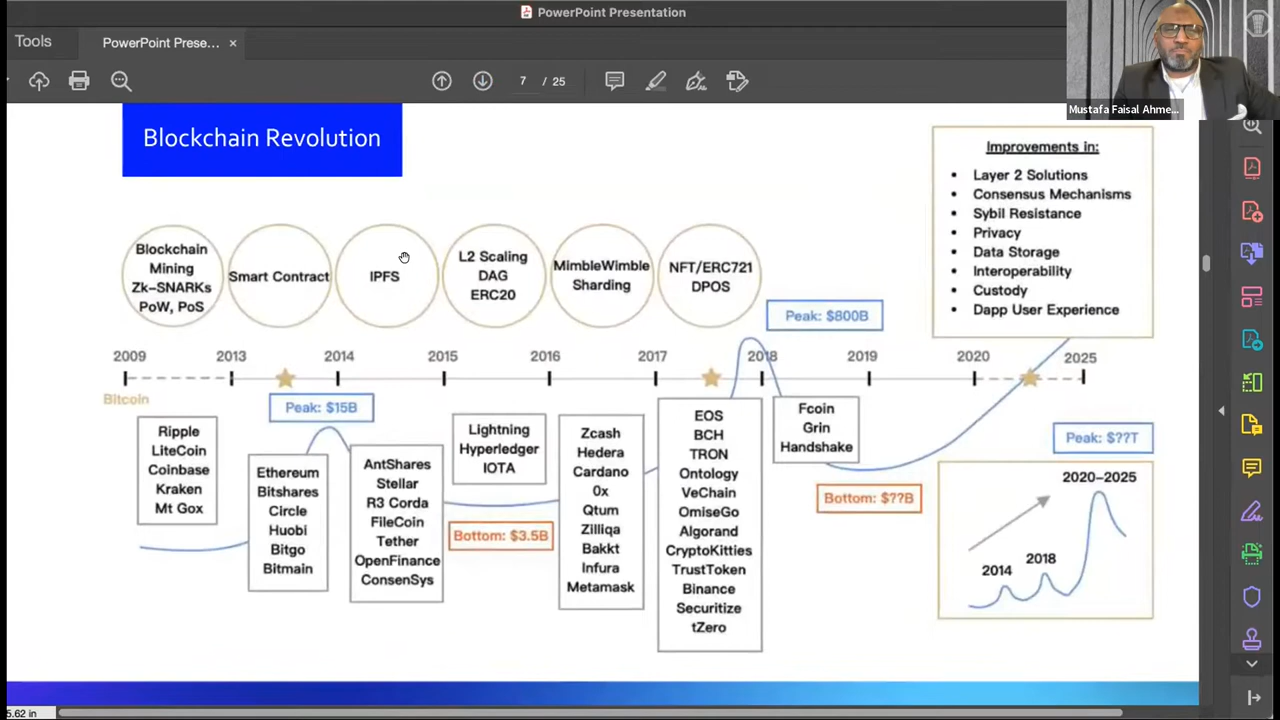 PowerPoint Presentation
Tools
PowerPoint Prese...
7 / 25
Mustafa Faisal Ahme...
Blockchain Revolution
Improvements in:
• Layer 2 Solutions
• Consensus Mechanisms
• Sybil Resistance
• Privacy
• Data Storage
• Interoperability
• Custody
• Dapp User Experience
Blockchain
Mining
Zk-SNARKs
PoW, PoS
Smart Contract
IPFS
L2 Scaling
DAG
ERC20
MimbleWimble
Sharding
NFT/ERC721
DPOS
Peak: $800B
2009 2013 2014 2015 2016 2017 2018 2019 2020 2025
Bitcoin
Peak: $15B
Ripple
LiteCoin
Coinbase
Kraken
Mt Gox
Ethereum
Bitshares
Circle
Huobi
Bitgo
Bitmain
AntShares
Stellar
R3 Corda
FileCoin
Tether
OpenFinance
ConsenSys
Lightning
Hyperledger
IOTA
Bottom: $3.5B
Zcash
Hedera
Cardano
0x
Qtum
Zilliqa
Bakkt
Infura
Metamask
EOS
BCH
TRON
Ontology
VeChain
OmiseGo
Algorand
CryptoKitties
TrustToken
Binance
Securitize
tZero
Fcoin
Grin
Handshake
Bottom: $??B
Peak: $??T
2020-2025
2018
2014
5.62 in